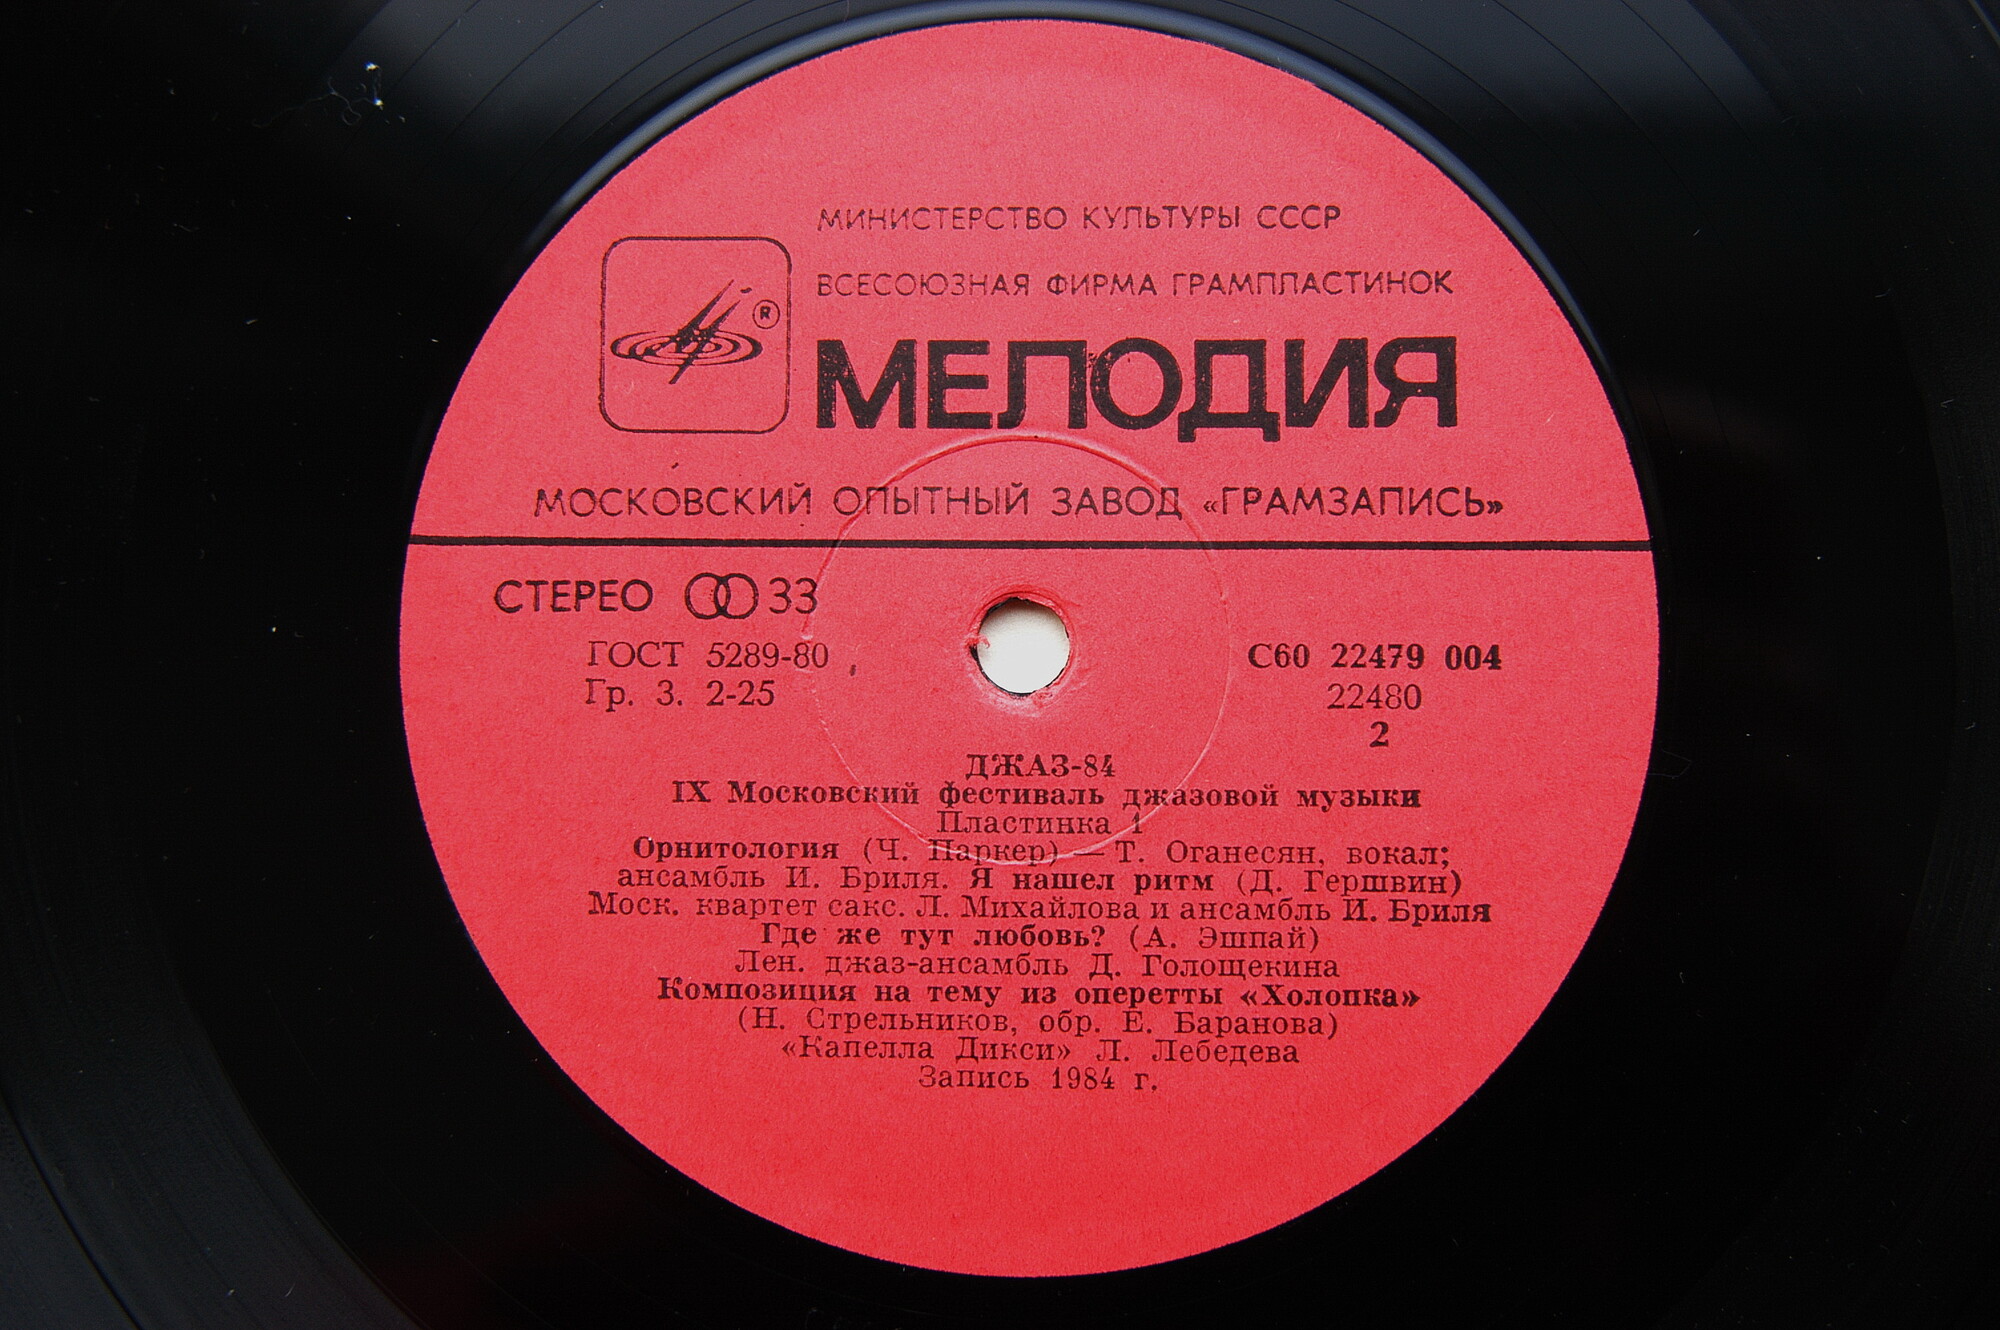 МИНИСТЕРСТВО КУЛЬТУРЫ СССР
ВСЕСОЮЗНАЯ ФИРМА ГРАМПЛАСТИНОК
®
МЕЛОДИЯ
МОСКОВСКИЙ ОПЫТНЫЙ ЗАВОД «ГРАМЗАПИСЬ»
СТЕРЕО 33
ГОСТ 5289-80
Гр. 3. 2-25
С60 22479 004
22480
2
ДЖАЗ-84
IX Московский фестиваль джазовой музыки
Пластинка 1
Орнитология (Ч. Паркер) — Т. Оганесян, вокал;
ансамбль И. Бриля. Я нашел ритм (Д. Гершвин)
Моск. квартет сакс. Л. Михайлова и ансамбль И. Бриля
Где же тут любовь? (А. Эшпай)
Лен. джаз-ансамбль Д. Голощекина
Композиция на тему из оперетты «Холопка»
(Н. Стрельников, обр. Е. Баранова)
«Капелла Дикси» Л. Лебедева
Запись 1984 г.